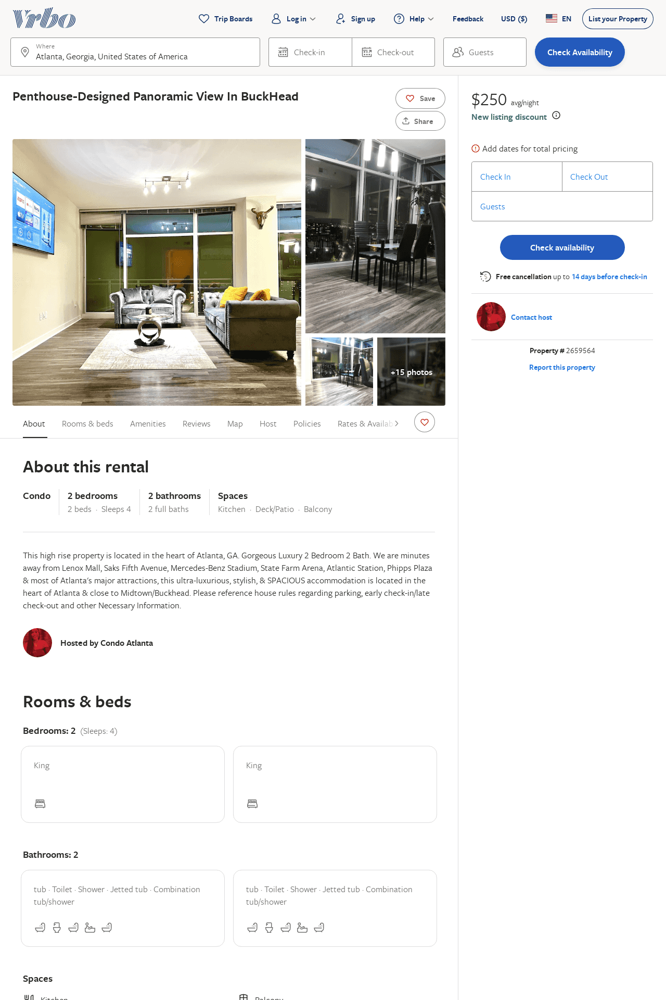 Vrbo
Trip Boards
Log in
Sign up
Help
Feedback
USD ($)
EN
List your Property
Where
Atlanta, Georgia, United States of America
Check-in
Check-out
Guests
Check Availability
Penthouse-Designed Panoramic View In BuckHead
Save
Share
+15 photos
$250 avg/night
New listing discount
Add dates for total pricing
Check In
Check Out
Guests
Check availability
Free cancellation up to 14 days before check-in
Contact host
Property # 2659564
Report this property
About
Rooms & beds
Amenities
Reviews
Map
Host
Policies
Rates & Availab
About this rental
Condo
2 bedrooms
2 beds · Sleeps 4
2 bathrooms
2 full baths
Spaces
Kitchen · Deck/Patio · Balcony
This high rise property is located in the heart of Atlanta, GA. Gorgeous Luxury 2 Bedroom 2 Bath. We are minutes
away from Lenox Mall, Saks Fifth Avenue, Mercedes-Benz Stadium, State Farm Arena, Atlantic Station, Phipps Plaza
& most of Atlanta's major attractions, this ultra-luxurious, stylish, & SPACIOUS accommodation is located in the
heart of Atlanta & close to Midtown/Buckhead. Please reference house rules regarding parking, early check-in/late
check-out and other Necessary Information.
Hosted by Condo Atlanta
Rooms & beds
Bedrooms: 2 (Sleeps: 4)
King
King
Bathrooms: 2
tub · Toilet · Shower · Jetted tub · Combination
tub/shower
tub · Toilet · Shower · Jetted tub · Combination
tub/shower
Spaces
Kitchen
Balcony